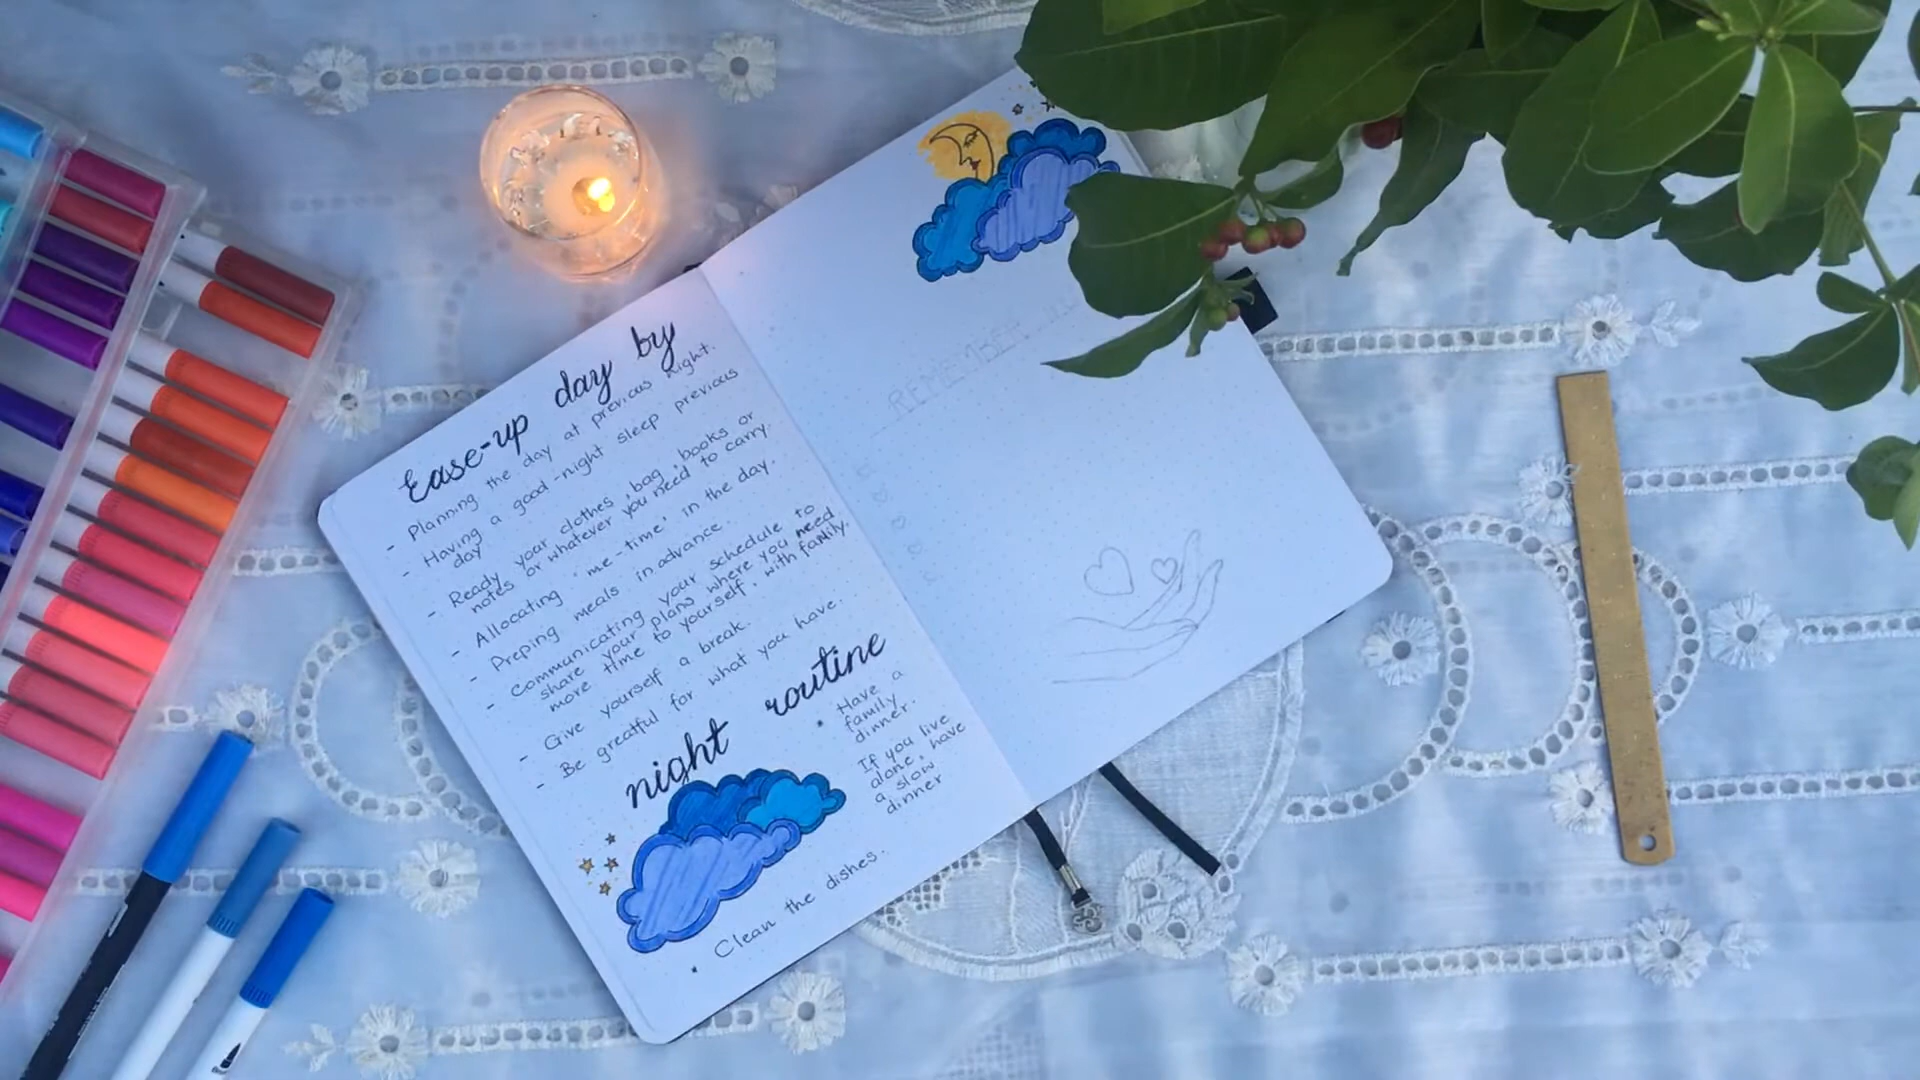 Ease-up day by
- Planning the day at previous night.
- Having a good-night sleep previous
day
- Ready your clothes, bag, books or
notes or whatever you need to carry.
- Allocating 'me-time' in the day.
- Preping meals in advance.
- Communicating your schedule to
share your plans where you need
more time to yourself, with family.
- Give yourself a break.
- Be greatful for what you have.
night routine
* Have a
family
dinner.
If you live
alone, have
a slow
dinner
* Clean the dishes.
REMEMBER